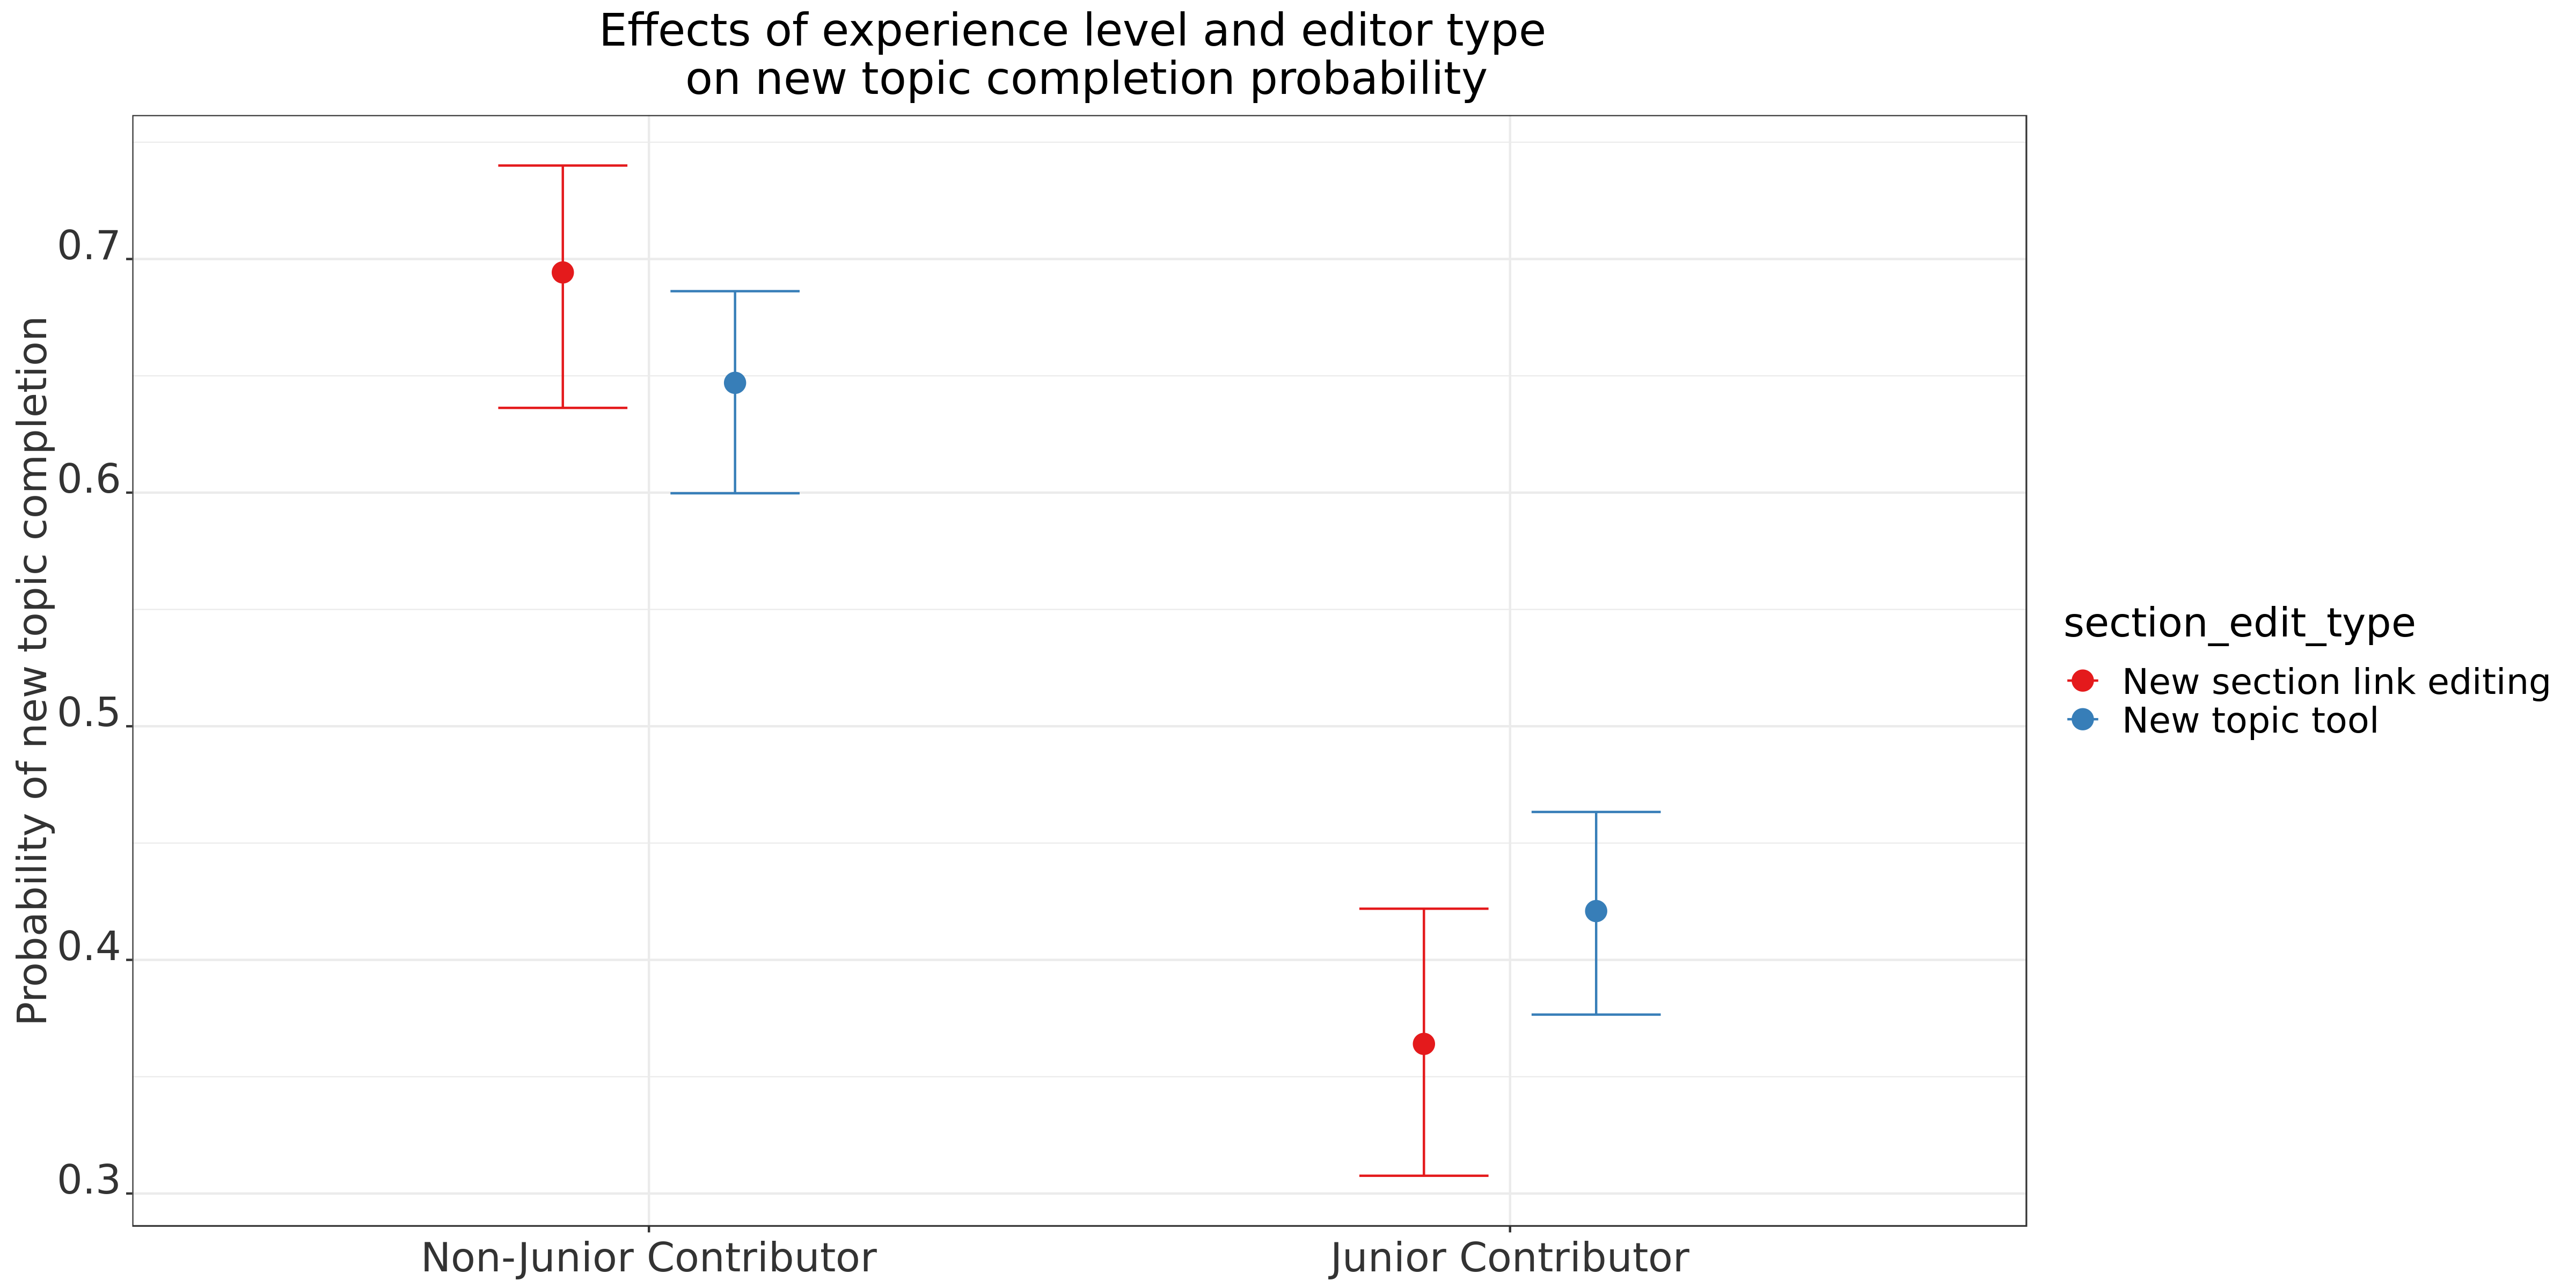 Effects of experience level and editor type
on new topic completion probability
Probability of new topic completion
0.7
0.6
0.5
0.4
0.3
Non-Junior Contributor
Junior Contributor
section_edit_type
New section link editing
New topic tool